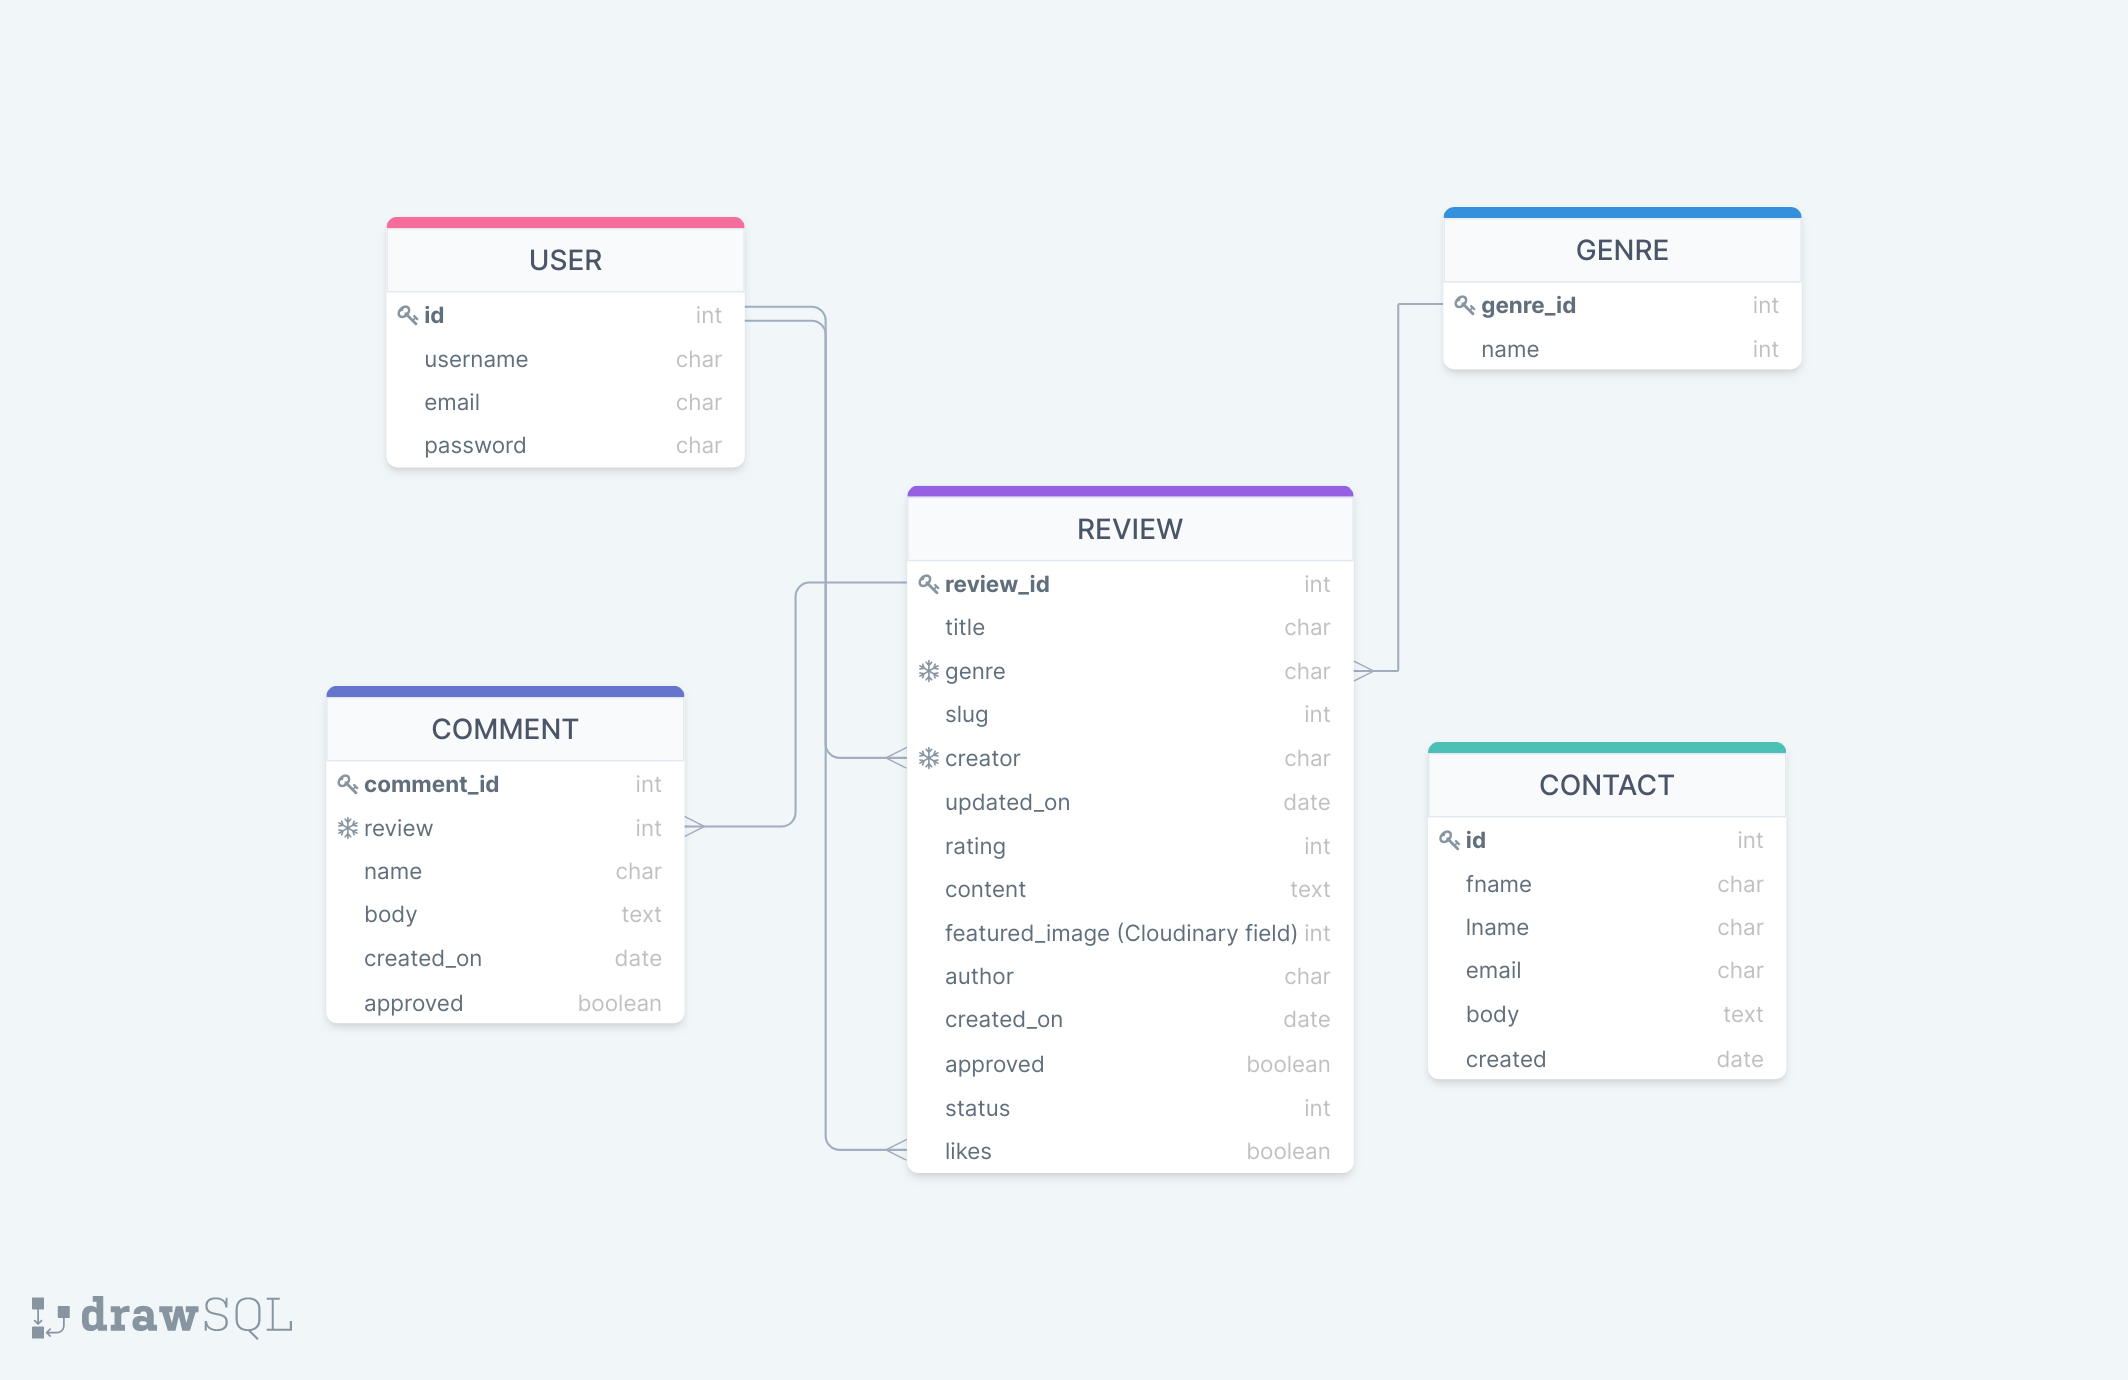 USER
id int
username char
email char
password char
GENRE
genre_id int
name int
REVIEW
review_id int
title char
genre char
slug int
creator char
updated_on date
rating int
content text
featured_image (Cloudinary field) int
author char
created_on date
approved boolean
status int
likes boolean
COMMENT
comment_id int
review int
name char
body text
created_on date
approved boolean
CONTACT
id int
fname char
lname char
email char
body text
created date
drawSQL